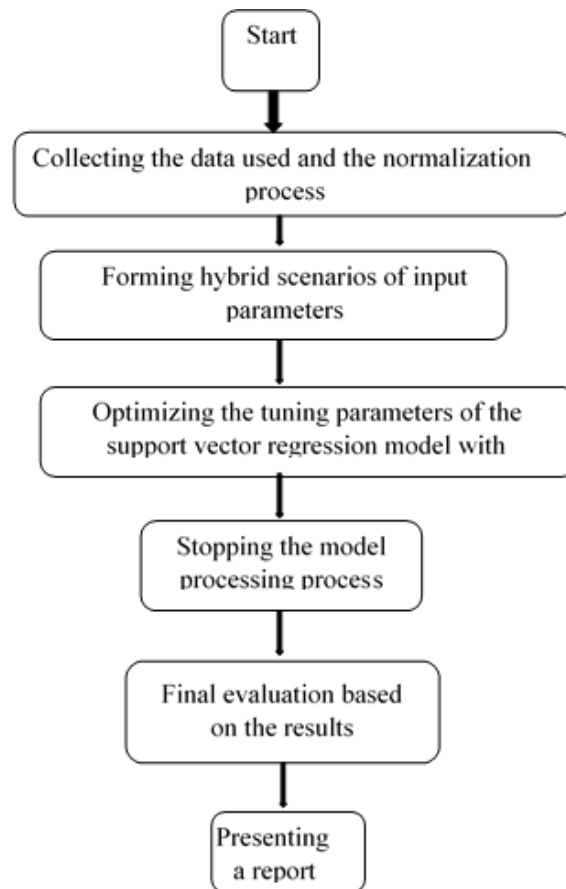 Start
Collecting the data used and the normalization
process
Forming hybrid scenarios of input
parameters
Optimizing the tuning parameters of the
support vector regression model with
Stopping the model
processing process
Final evaluation based
on the results
Presenting
a report